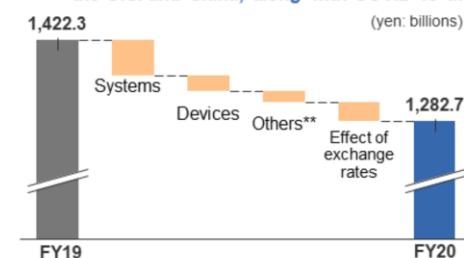 (yen: billions)
1,422.3
Systems
Devices
Others**
Effect of
exchange
rates
1,282.7
FY19
FY20